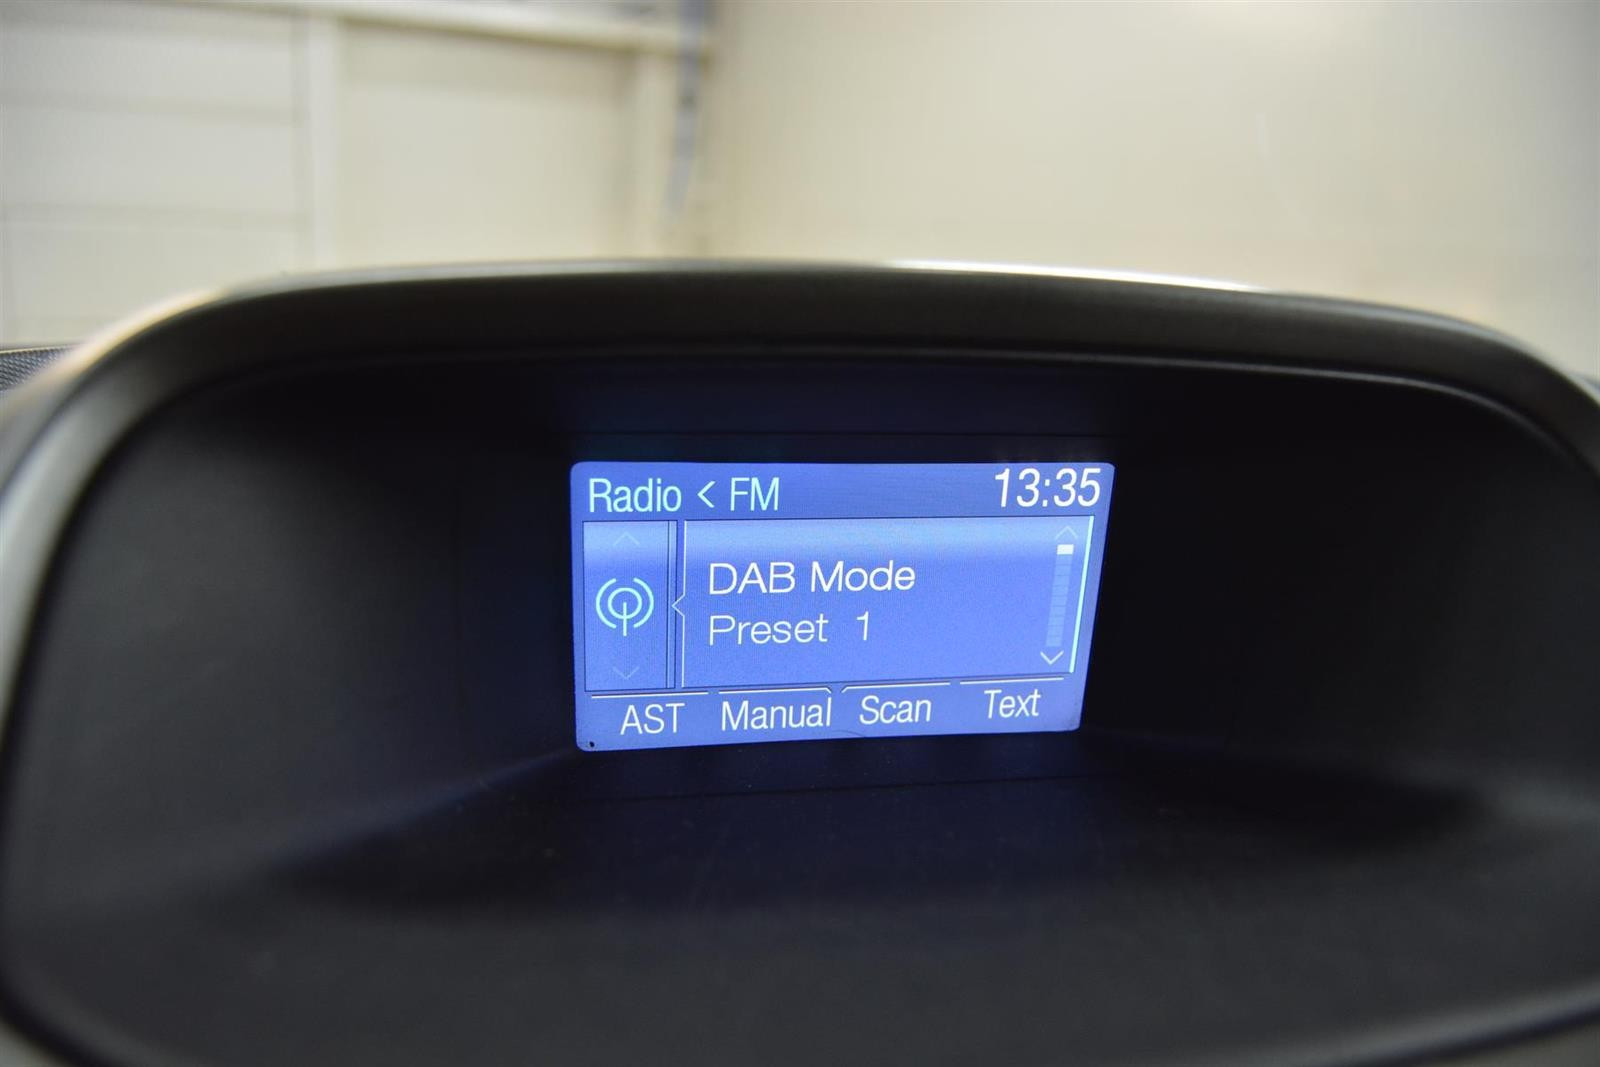 Radio < FM 13:35
DAB Mode
Preset 1
AST Manual Scan Text